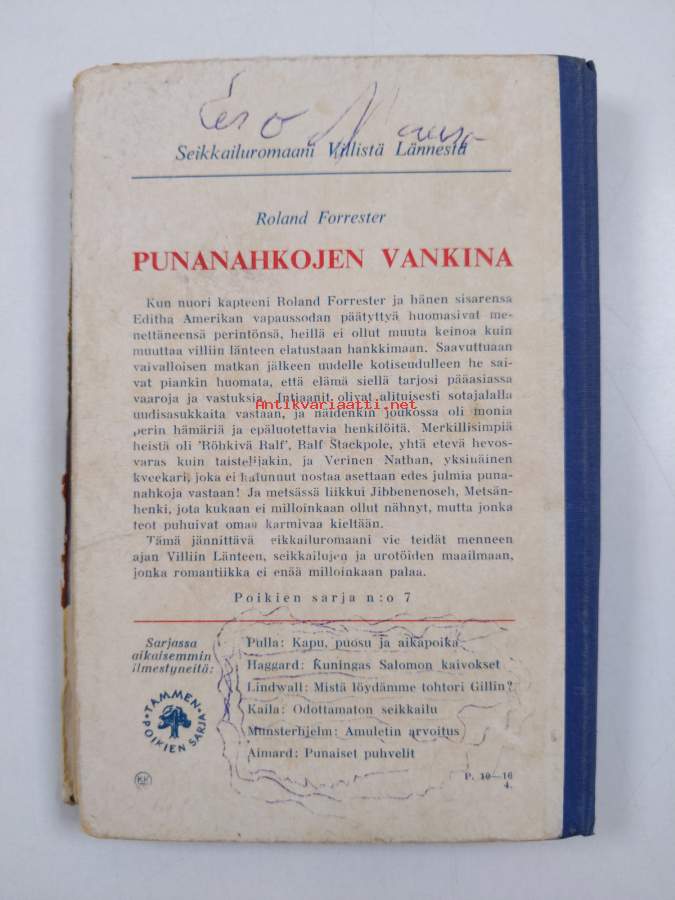 Eero
Seikkailuromaani Villistä Lännestä
Roland Forrester
PUNANAHKOJEN VANKINA
Kun nuori kapteeni Roland Forrester ja hänen sisarensa
Editha Amerikan vapaussodan päätyttyä huomasivat me-
nettäneensä perintönsä, heillä ei ollut muuta keinoa kuin
muuttaa villiin länteen elatustaan hankkimaan. Saavuttuaan
vaivalloisen matkan jälkeen uudelle kotiseudulleen he sai-
vat piankin huomata, että elämä siellä tarjosi pääasiassa
vaaroja ja vastuksia. Intiaanit olivat alituisesti sotajalalla
Antikvariaatti.net
uudisasukkaita vastaan, ja näidenkin joukossa oli monia
perin hämäriä ja epäluotettavia henkilöitä. Merkillisimpiä
heistä oli 'Röhkivä Ralf', Ralf Stackpole, yhtä etevä hevos-
varas kuin taistelijakin, ja Verinen Nathan, yksinäinen
kveekari, joka ei halunnut nostaa asettaan edes julmia puna-
nahkoja vastaan! Ja metsässä liikkui Jibbenenoseh, Metsän-
henki, jota kukaan ei milloinkaan ollut nähnyt, mutta jonka
teot puhuivat omaa karmivaa kieltään.
Tämä jännittävä seikkailuromaani vie teidät menneen
ajan Villiin Länteen, seikkailujen ja urotöiden maailmaan,
jonka romantiikka ei enää milloinkaan palaa.
Poikien sarja n:o 7
Sarjassa
aikaisemmin
ilmestyneitä:
Pulla: Kapu, puosu ja aikapoika
Haggard: Kuningas Salomon kaivokset
Lindwall: Mistä löydämme tohtori Gillin?
Kaila: Odottamaton seikkailu
Munsterhjelm: Amuletin arvoitus
Aimard: Punaiset puhvelit
TAMMEN
POIKIEN SARJA
KK
P. 10—16
4.